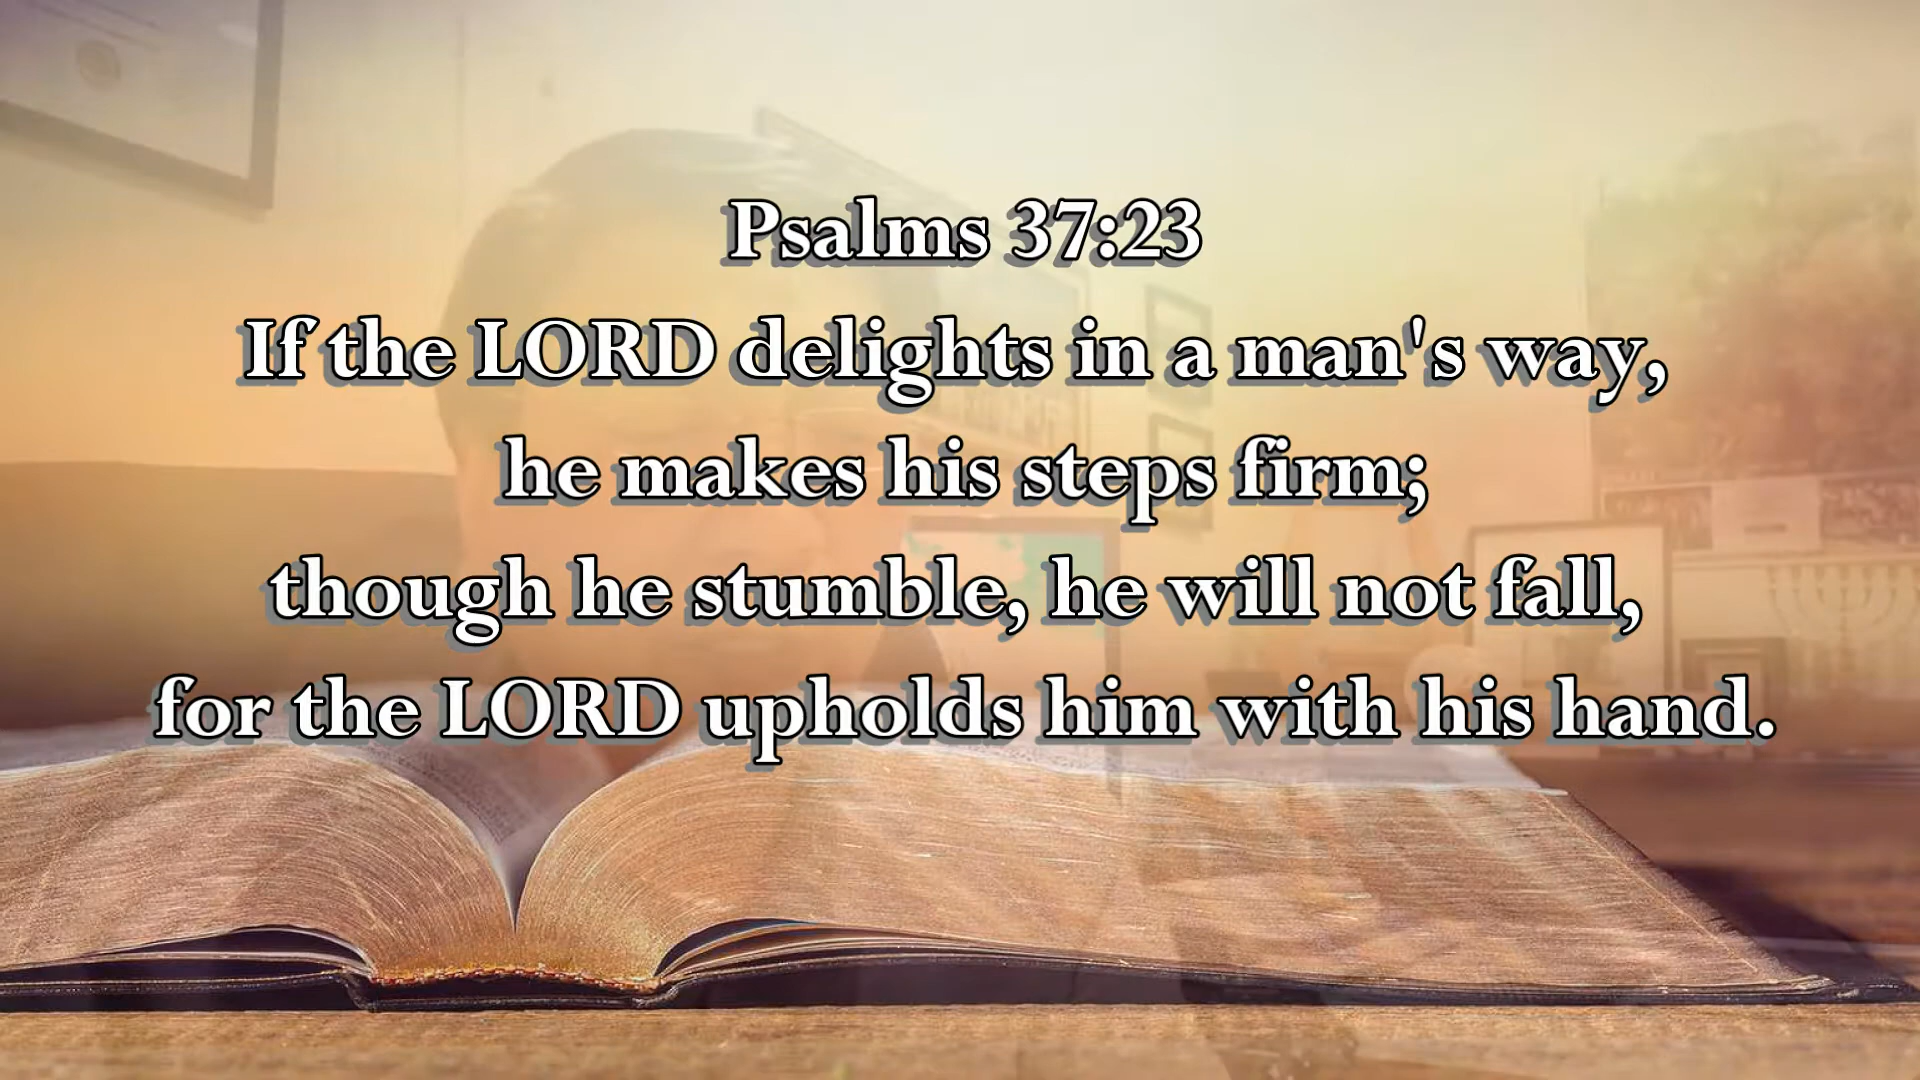 Psalms 37:23
If the LORD delights in a man's way,
he makes his steps firm;
though he stumble, he will not fall,
for the LORD upholds him with his hand.